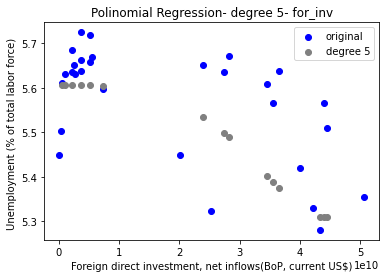 Polinomial Regression- degree 5- for_inv
original
degree 5
Unemployment (% of total labor force)
5.7
5.6
5.5
5.4
5.3
0
1
2
3
4
5
1e10
Foreign direct investment, net inflows(BoP, current US$)